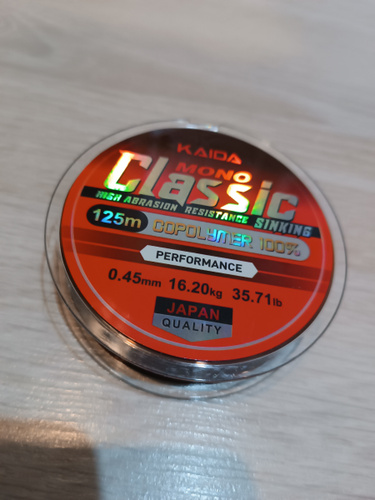 KAIDA
MONO
Classic
HIGH ABRASION RESISTANCE SINKING
125m COPOLYMER 100%
PERFORMANCE
0.45mm 16.20kg 35.71lb
JAPAN
QUALITY